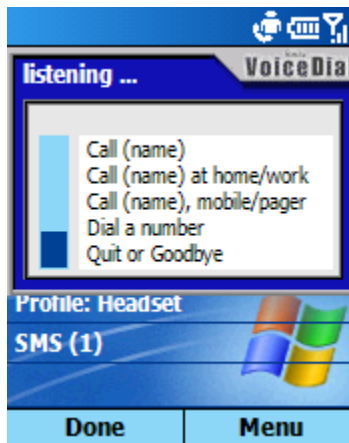 listening ...
VoiceDia
Call (name)
Call (name) at home/work
Call (name), mobile/pager
Dial a number
Quit or Goodbye
Profile: Headset
SMS (1)
Done
Menu